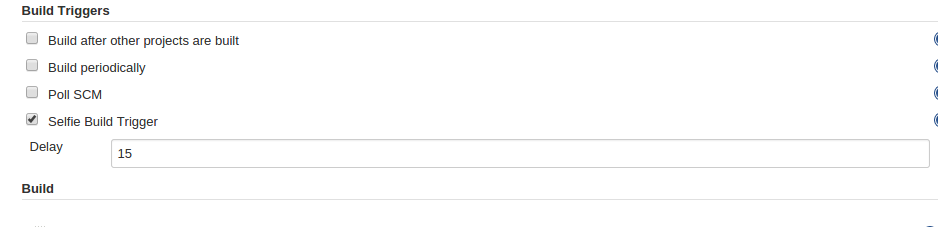 Build Triggers
Build after other projects are built
Build periodically
Poll SCM
Selfie Build Trigger
Delay 15
Build